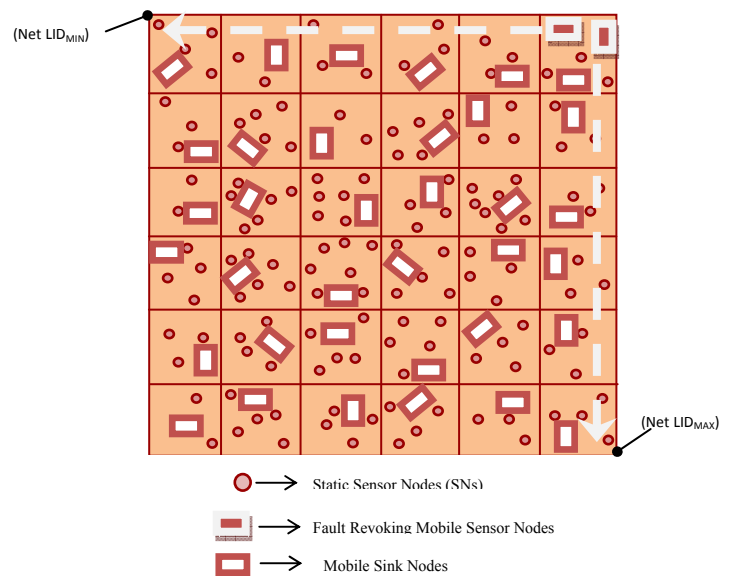 (Net LIDMIN)
(Net LIDMAX)
Static Sensor Nodes (SNs)
Fault Revoking Mobile Sensor Nodes
Mobile Sink Nodes